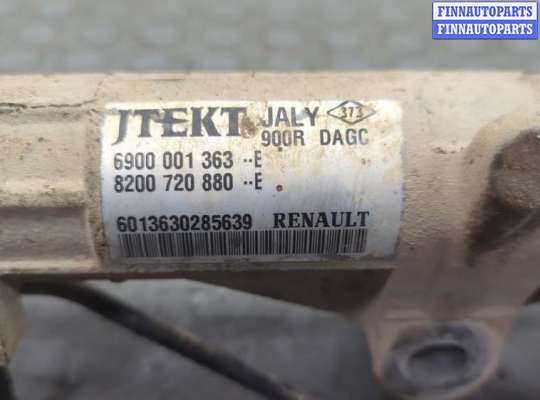 FINNAUTOPARTS
FINNAUTOPARTS
JTEKT JALY 373
900R DAGC
6900 001 363 --E
8200 720 880 --E
6013630285639 RENAULT